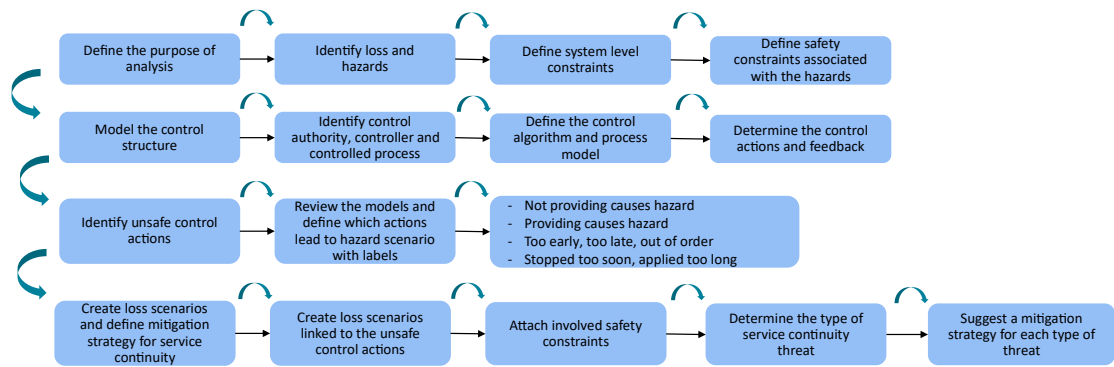 Define the purpose of
analysis
Identify loss and
hazards
Define system level
constraints
Define safety
constraints associated
with the hazards
Model the control
structure
Identify control
authority, controller and
controlled process
Define the control
algorithm and process
model
Determine the control
actions and feedback
Identify unsafe control
actions
Review the models and
define which actions
lead to hazard scenario
with labels
- Not providing causes hazard
- Providing causes hazard
- Too early, too late, out of order
- Stopped too soon, applied too long
Create loss scenarios
and define mitigation
strategy for service
continuity
Create loss scenarios
linked to the unsafe
control actions
Attach involved safety
constraints
Determine the type of
service continuity
threat
Suggest a mitigation
strategy for each type of
threat